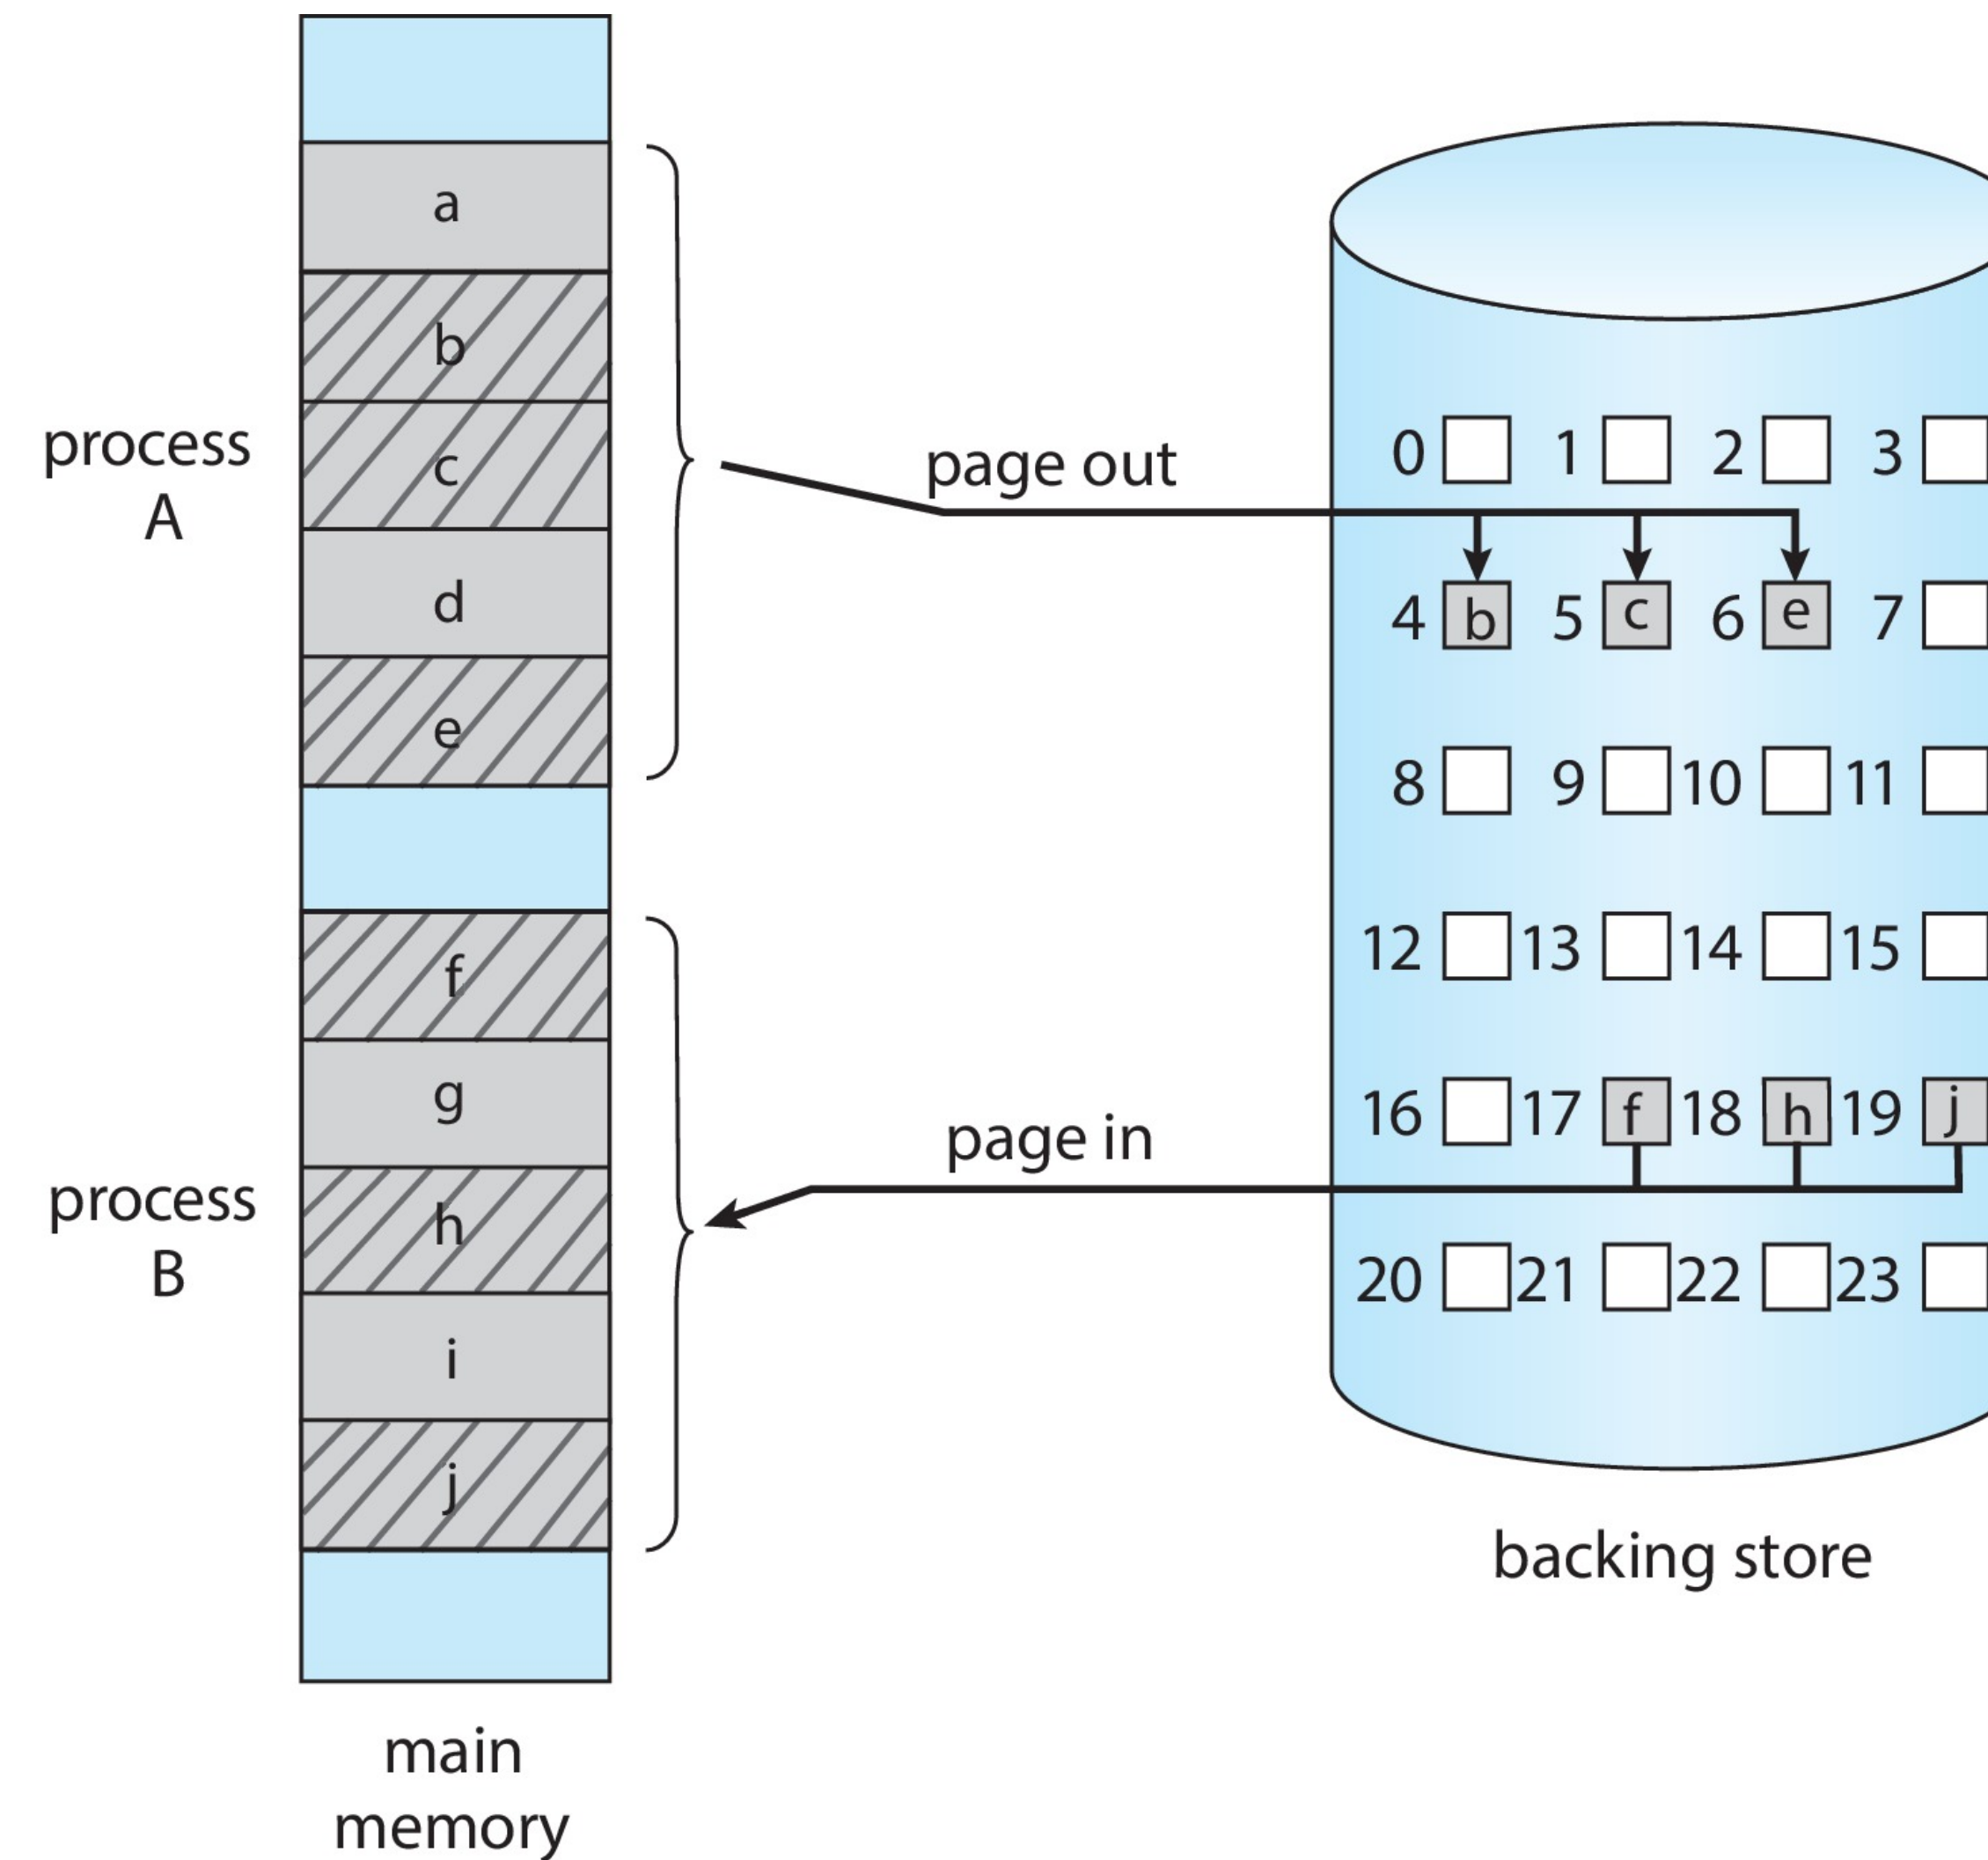 a
b
c
d
e
process
A
page out
0 1 2 3
4 b 5 c 6 e 7
8 9 10 11
12 13 14 15
16 17 f 18 h 19 j
20 21 22 23
f
g
h
i
j
process
B
page in
backing store
main
memory